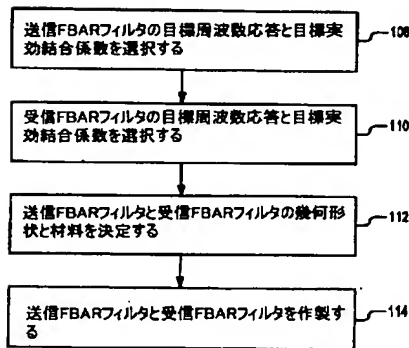 送信FBARフィルタの目標周波数応答と目標実
効結合係数を選択する
108
受信FBARフィルタの目標周波数応答と目標実
効結合係数を選択する
110
送信FBARフィルタと受信FBARフィルタの幾何形
状と材料を決定する
112
送信FBARフィルタと受信FBARフィルタを作製す
る
114